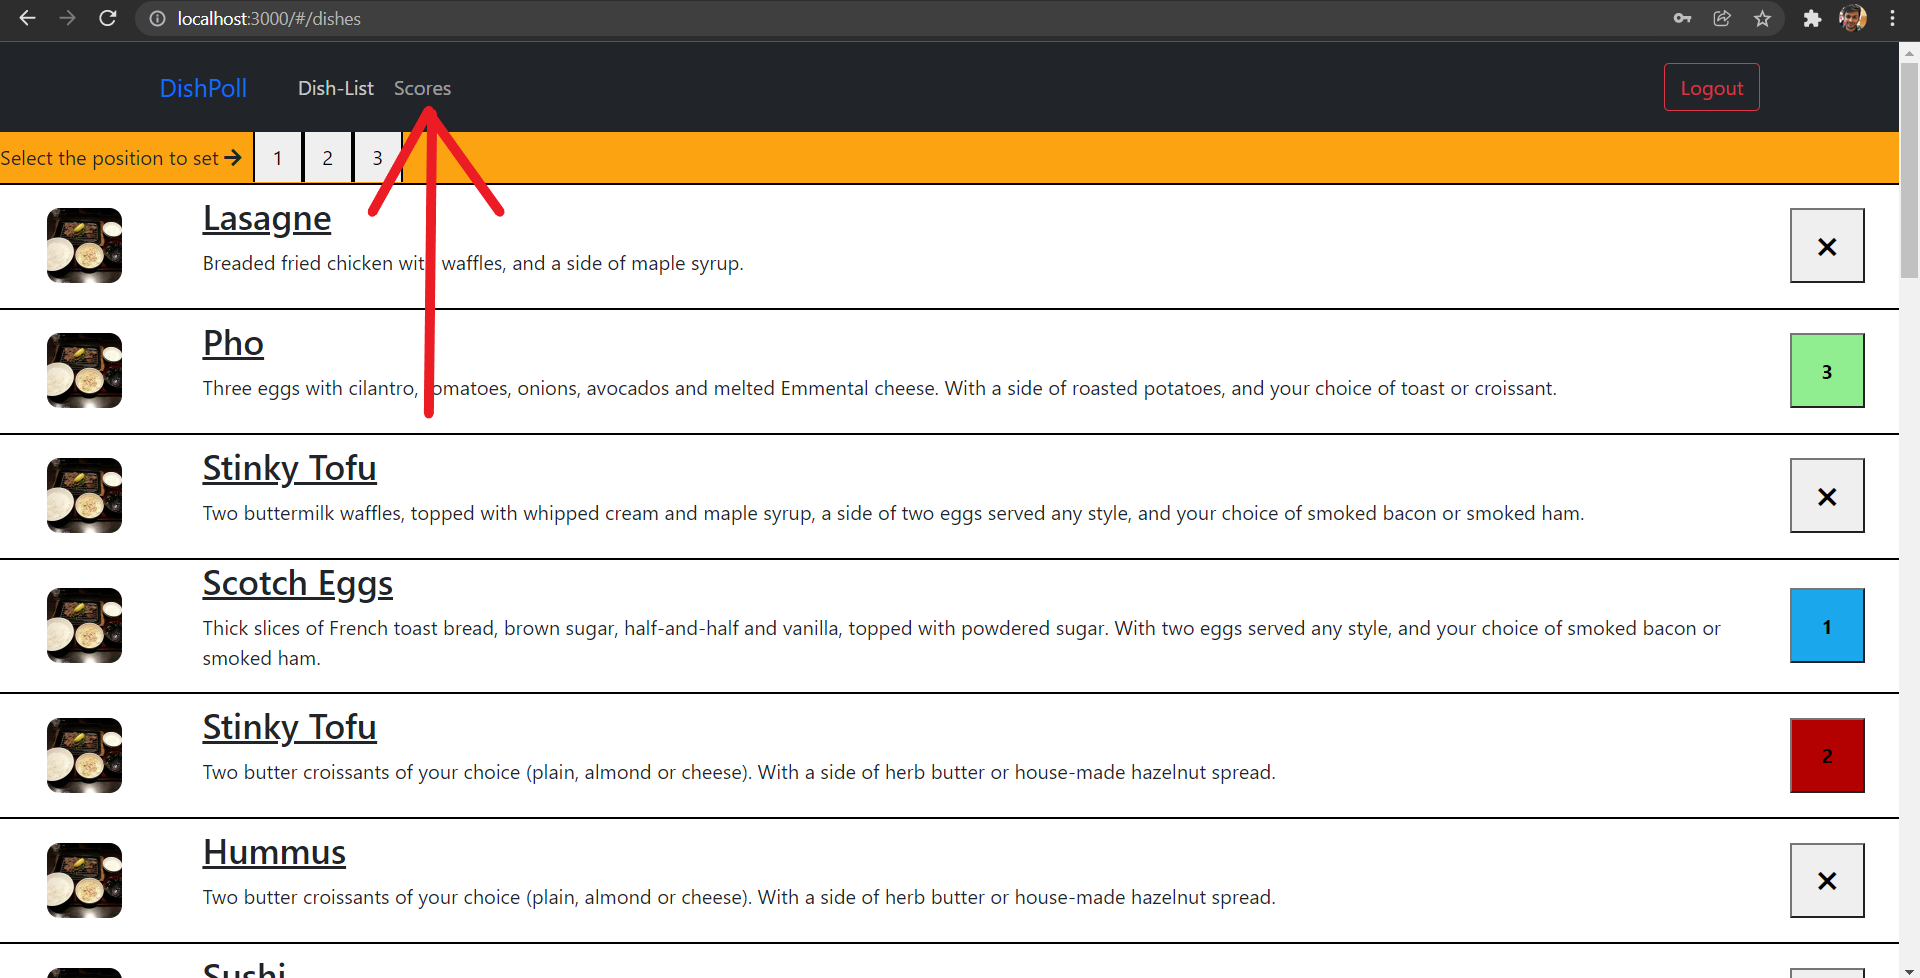 localhost:3000/#/dishes
DishPoll Dish-List Scores Logout
Select the position to set 1 2 3
Lasagne
Breaded fried chicken with waffles, and a side of maple syrup.
Pho
Three eggs with cilantro, tomatoes, onions, avocados and melted Emmental cheese. With a side of roasted potatoes, and your choice of toast or croissant.
3
Stinky Tofu
Two buttermilk waffles, topped with whipped cream and maple syrup, a side of two eggs served any style, and your choice of smoked bacon or smoked ham.
Scotch Eggs
Thick slices of French toast bread, brown sugar, half-and-half and vanilla, topped with powdered sugar. With two eggs served any style, and your choice of smoked bacon or
smoked ham.
1
Stinky Tofu
Two butter croissants of your choice (plain, almond or cheese). With a side of herb butter or house-made hazelnut spread.
2
Hummus
Two butter croissants of your choice (plain, almond or cheese). With a side of herb butter or house-made hazelnut spread.
Sushi